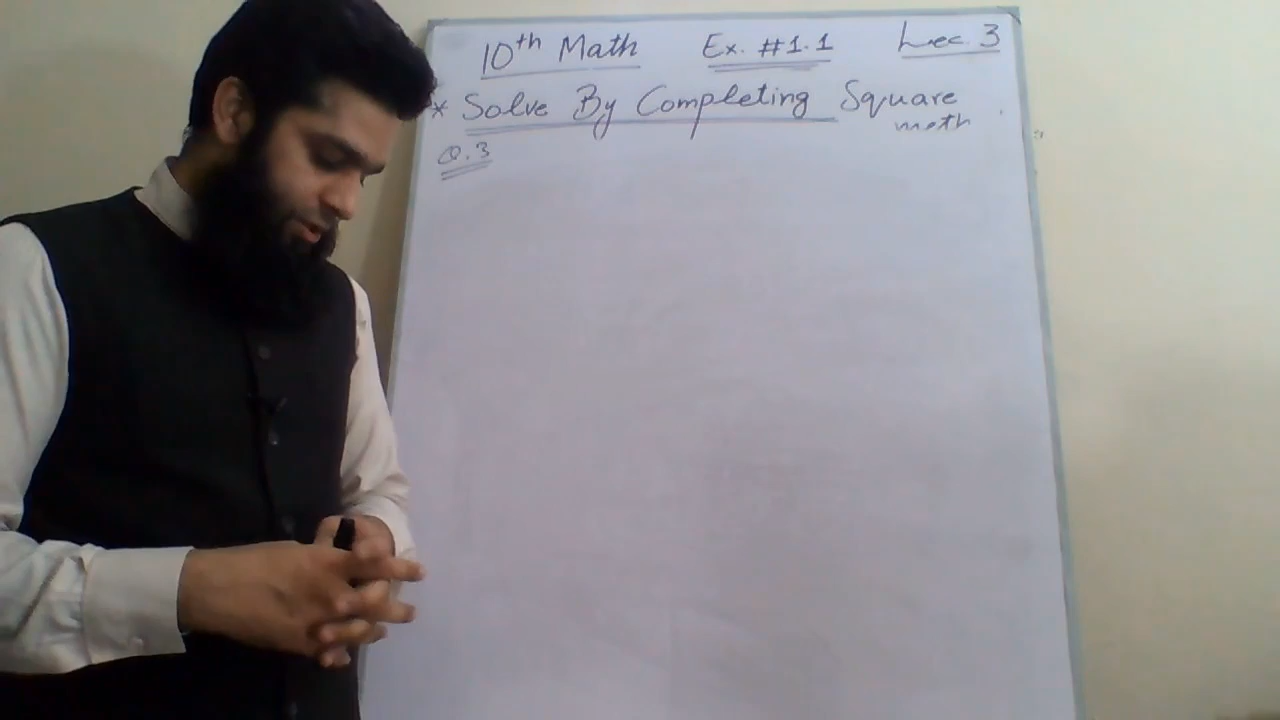 10th Math Ex. #1.1 Lec. 3
* Solve By Completing Square
meth
Q.3